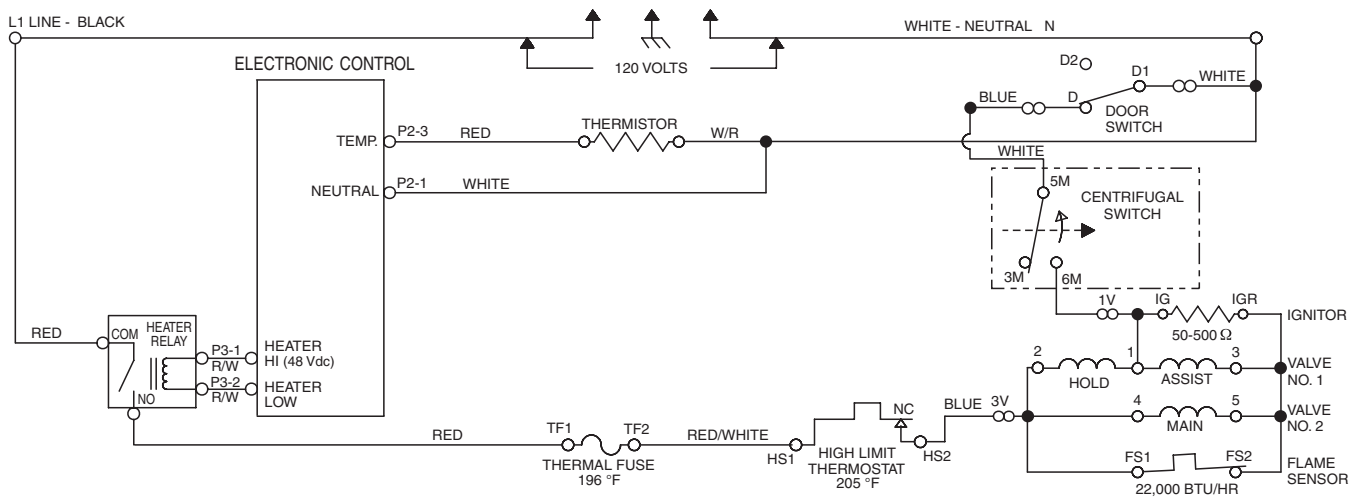 L1 LINE - BLACK
WHITE - NEUTRAL N
120 VOLTS
ELECTRONIC CONTROL
D2
D1
WHITE
BLUE
D
DOOR
SWITCH
TEMP.
P2-3
RED
THERMISTOR
W/R
WHITE
NEUTRAL
P2-1
WHITE
5M
CENTRIFUGAL
SWITCH
3M
6M
1V
IG
IGR
IGNITOR
50-500 Ω
RED
COM
HEATER
RELAY
P3-1
R/W
HEATER
HI (48 Vdc)
P3-2
R/W
HEATER
LOW
NO
2
1
3
HOLD
ASSIST
VALVE
NO. 1
BLUE
3V
4
5
MAIN
VALVE
NO. 2
RED
TF1
TF2
THERMAL FUSE
196 °F
RED/WHITE
HS1
NC
HIGH LIMIT
THERMOSTAT
205 °F
HS2
FS1
FS2
22,000 BTU/HR
FLAME
SENSOR